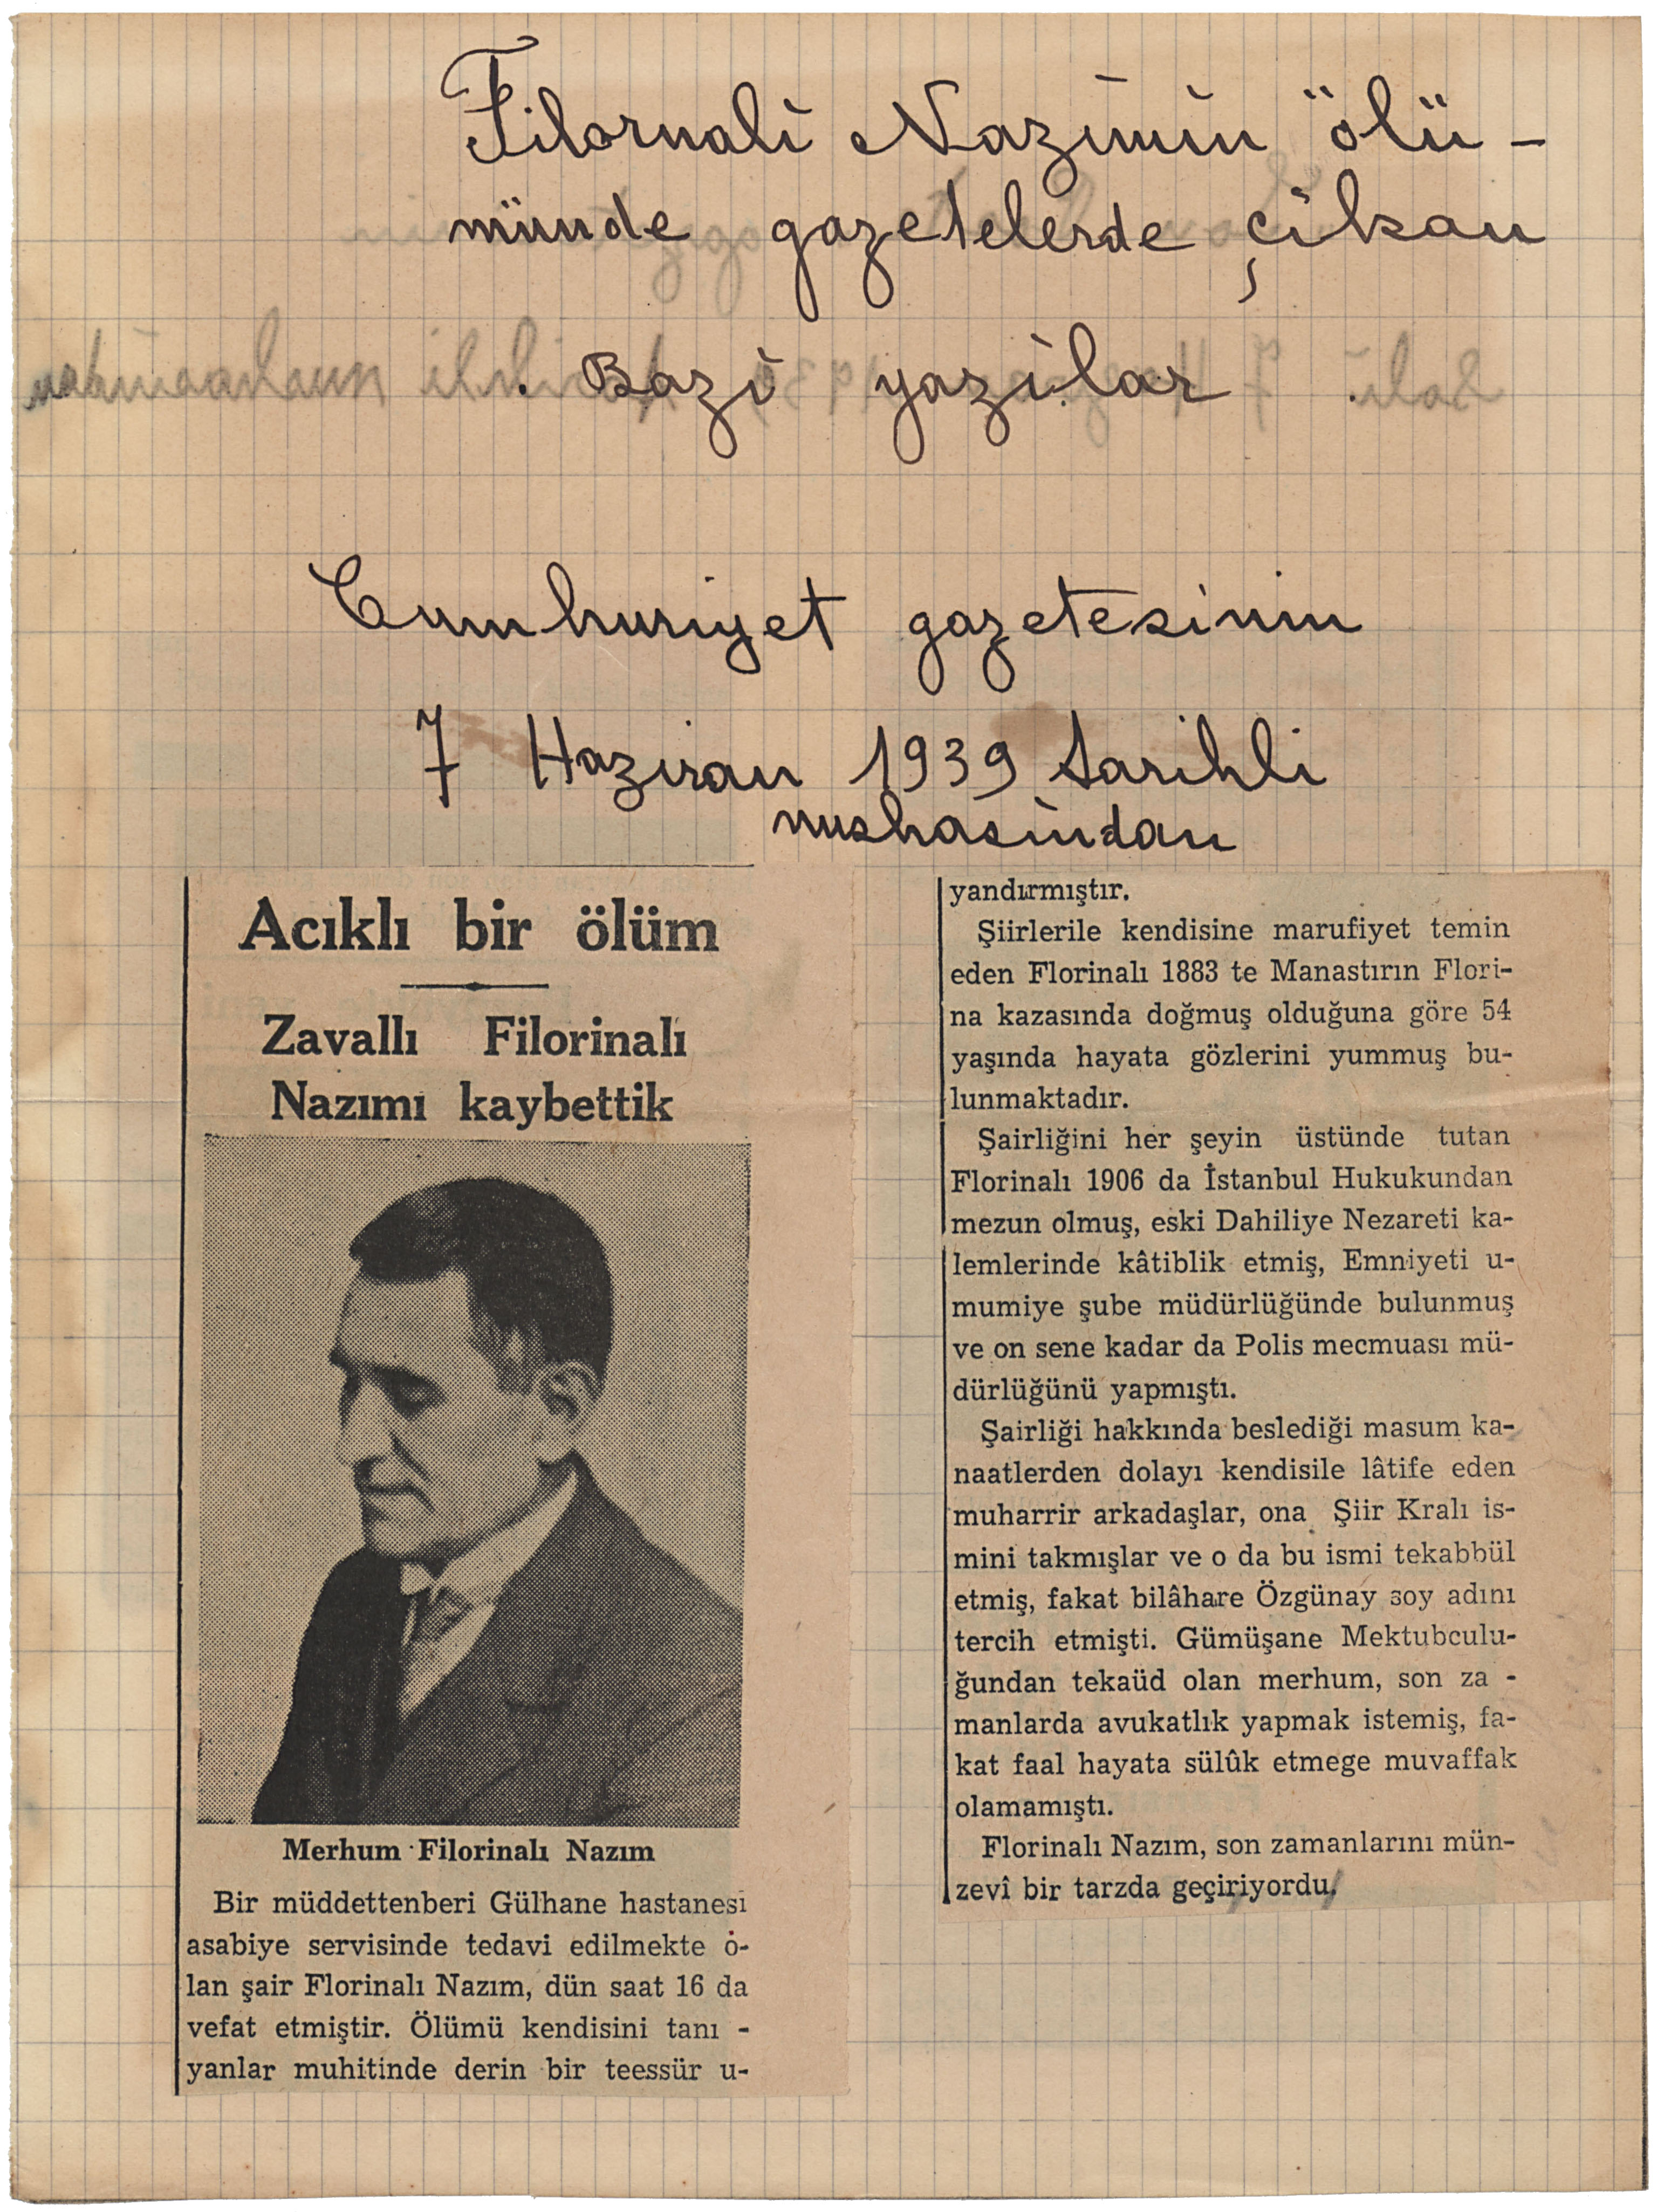 Filornali Nazimin ölü-
münde gazetelerde çikan
Bazi yazilar
Cumhuriyet gazetesinin
7 Haziran 1939 tarihli
nushasindan
Acıklı bir ölüm
Zavallı Filorinalı
Nazımı kaybettik
Merhum Filorinalı Nazım
Bir müddettenberi Gülhane hastanesi
asabiye servisinde tedavi edilmekte o-
lan şair Florinalı Nazım, dün saat 16 da
vefat etmiştir. Ölümü kendisini tanı -
yanlar muhitinde derin bir teessür u-
yandırmıştır.
Şiirlerile kendisine marufiyet temin
eden Florinalı 1883 te Manastırın Flori-
na kazasında doğmuş olduğuna göre 54
yaşında hayata gözlerini yummuş bu-
lunmaktadır.
Şairliğini her şeyin üstünde tutan
Florinalı 1906 da İstanbul Hukukundan
mezun olmuş, eski Dahiliye Nezareti ka-
lemlerinde kâtiblik etmiş, Emniyeti u-
mumiye şube müdürlüğünde bulunmuş
ve on sene kadar da Polis mecmuası mü-
dürlüğünü yapmıştı.
Şairliği hakkında beslediği masum ka-
naatlerden dolayı kendisile lâtife eden
muharrir arkadaşlar, ona Şiir Kralı is-
mini takmışlar ve o da bu ismi tekabbül
etmiş, fakat bilâhare Özgünay soy adını
tercih etmişti. Gümüşane Mektubculu-
ğundan tekaüd olan merhum, son za -
manlarda avukatlık yapmak istemiş, fa-
kat faal hayata sülûk etmege muvaffak
olamamıştı.
Florinalı Nazım, son zamanlarını mün-
zevî bir tarzda geçiriyordu.